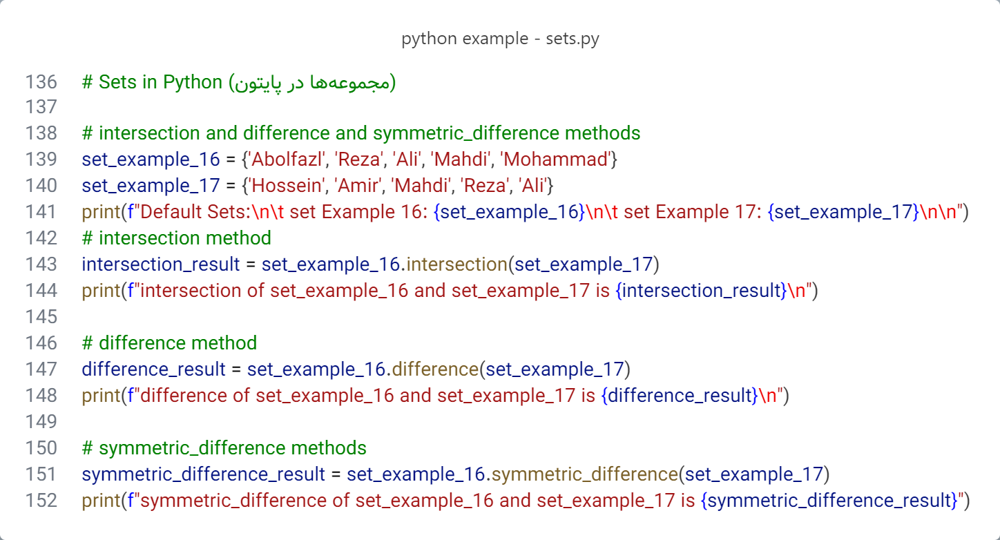 python example - sets.py
136 # Sets in Python (مجموعه‌ها در پایتون)
137
138 # intersection and difference and symmetric_difference methods
139 set_example_16 = {'Abolfazl', 'Reza', 'Ali', 'Mahdi', 'Mohammad'}
140 set_example_17 = {'Hossein', 'Amir', 'Mahdi', 'Reza', 'Ali'}
141 print(f"Default Sets:\n\t set Example 16: {set_example_16}\n\t set Example 17: {set_example_17}\n\n")
142 # intersection method
143 intersection_result = set_example_16.intersection(set_example_17)
144 print(f"intersection of set_example_16 and set_example_17 is {intersection_result}\n")
145
146 # difference method
147 difference_result = set_example_16.difference(set_example_17)
148 print(f"difference of set_example_16 and set_example_17 is {difference_result}\n")
149
150 # symmetric_difference methods
151 symmetric_difference_result = set_example_16.symmetric_difference(set_example_17)
152 print(f"symmetric_difference of set_example_16 and set_example_17 is {symmetric_difference_result}")